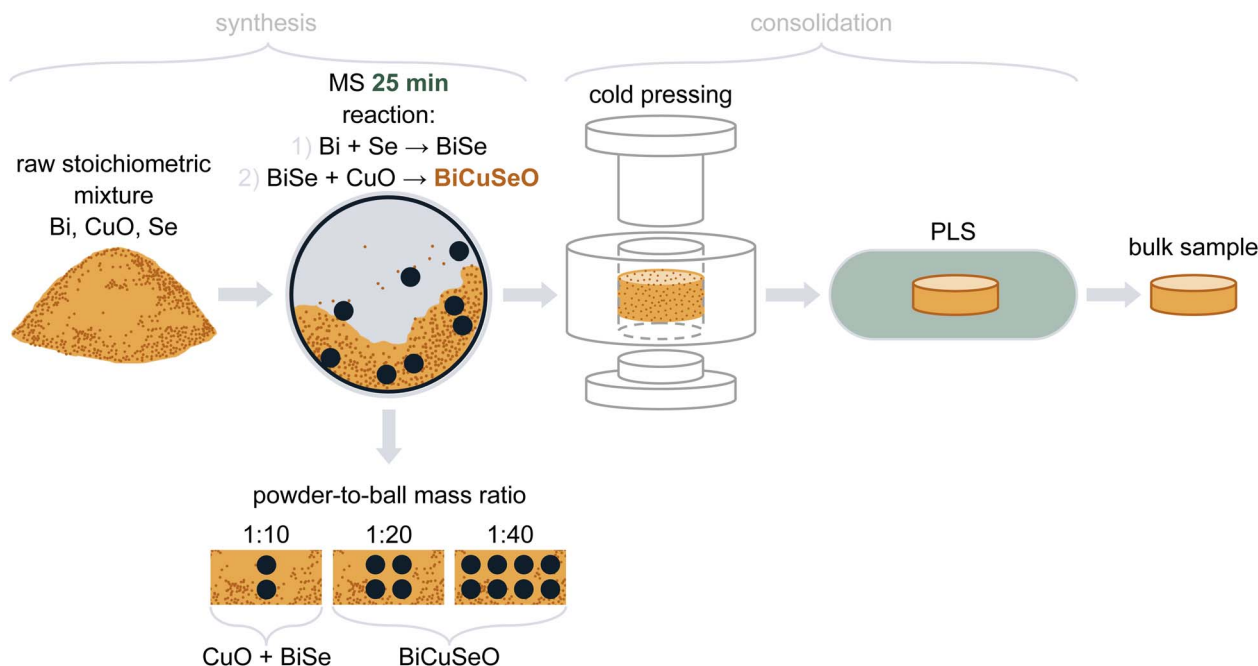 synthesis
consolidation
MS 25 min
reaction:
1) Bi + Se → BiSe
2) BiSe + CuO → BiCuSeO
raw stoichiometric
mixture
Bi, CuO, Se
cold pressing
PLS
bulk sample
powder-to-ball mass ratio
1:10
1:20
1:40
CuO + BiSe
BiCuSeO